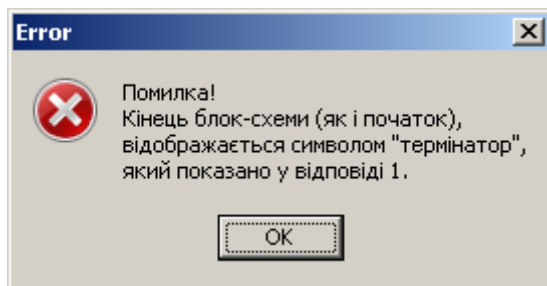 Error
Помилка!
Кінець блок-схеми (як і початок),
відображається символом "термінатор",
який показано у відповіді 1.
OK